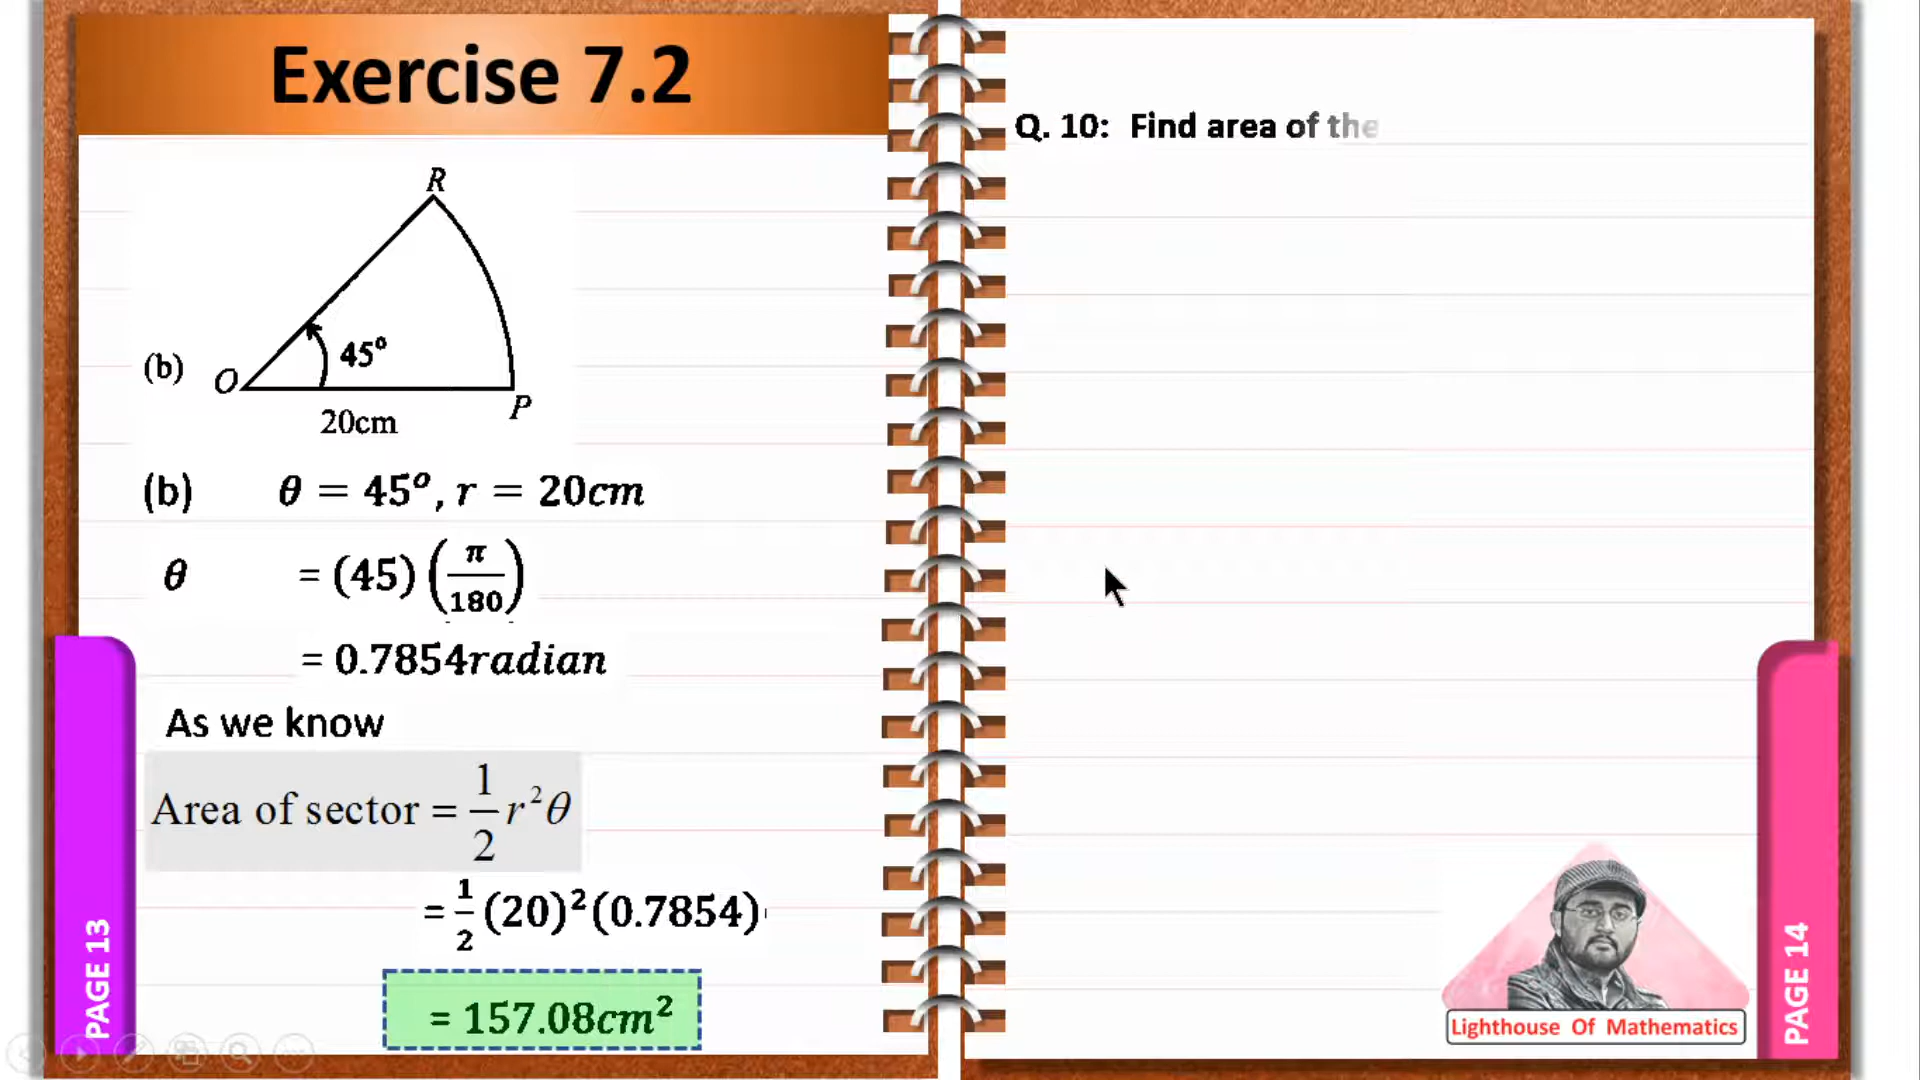 Exercise 7.2
R
45°
(b)
O
P
20cm
(b) θ = 45°, r = 20cm
θ = (45) (π/180)
= 0.7854radian
As we know
Area of sector = 1/2 r²θ
= 1/2 (20)²(0.7854)
= 157.08cm²
PAGE 13
Q. 10: Find area of the
Lighthouse Of Mathematics
PAGE 14